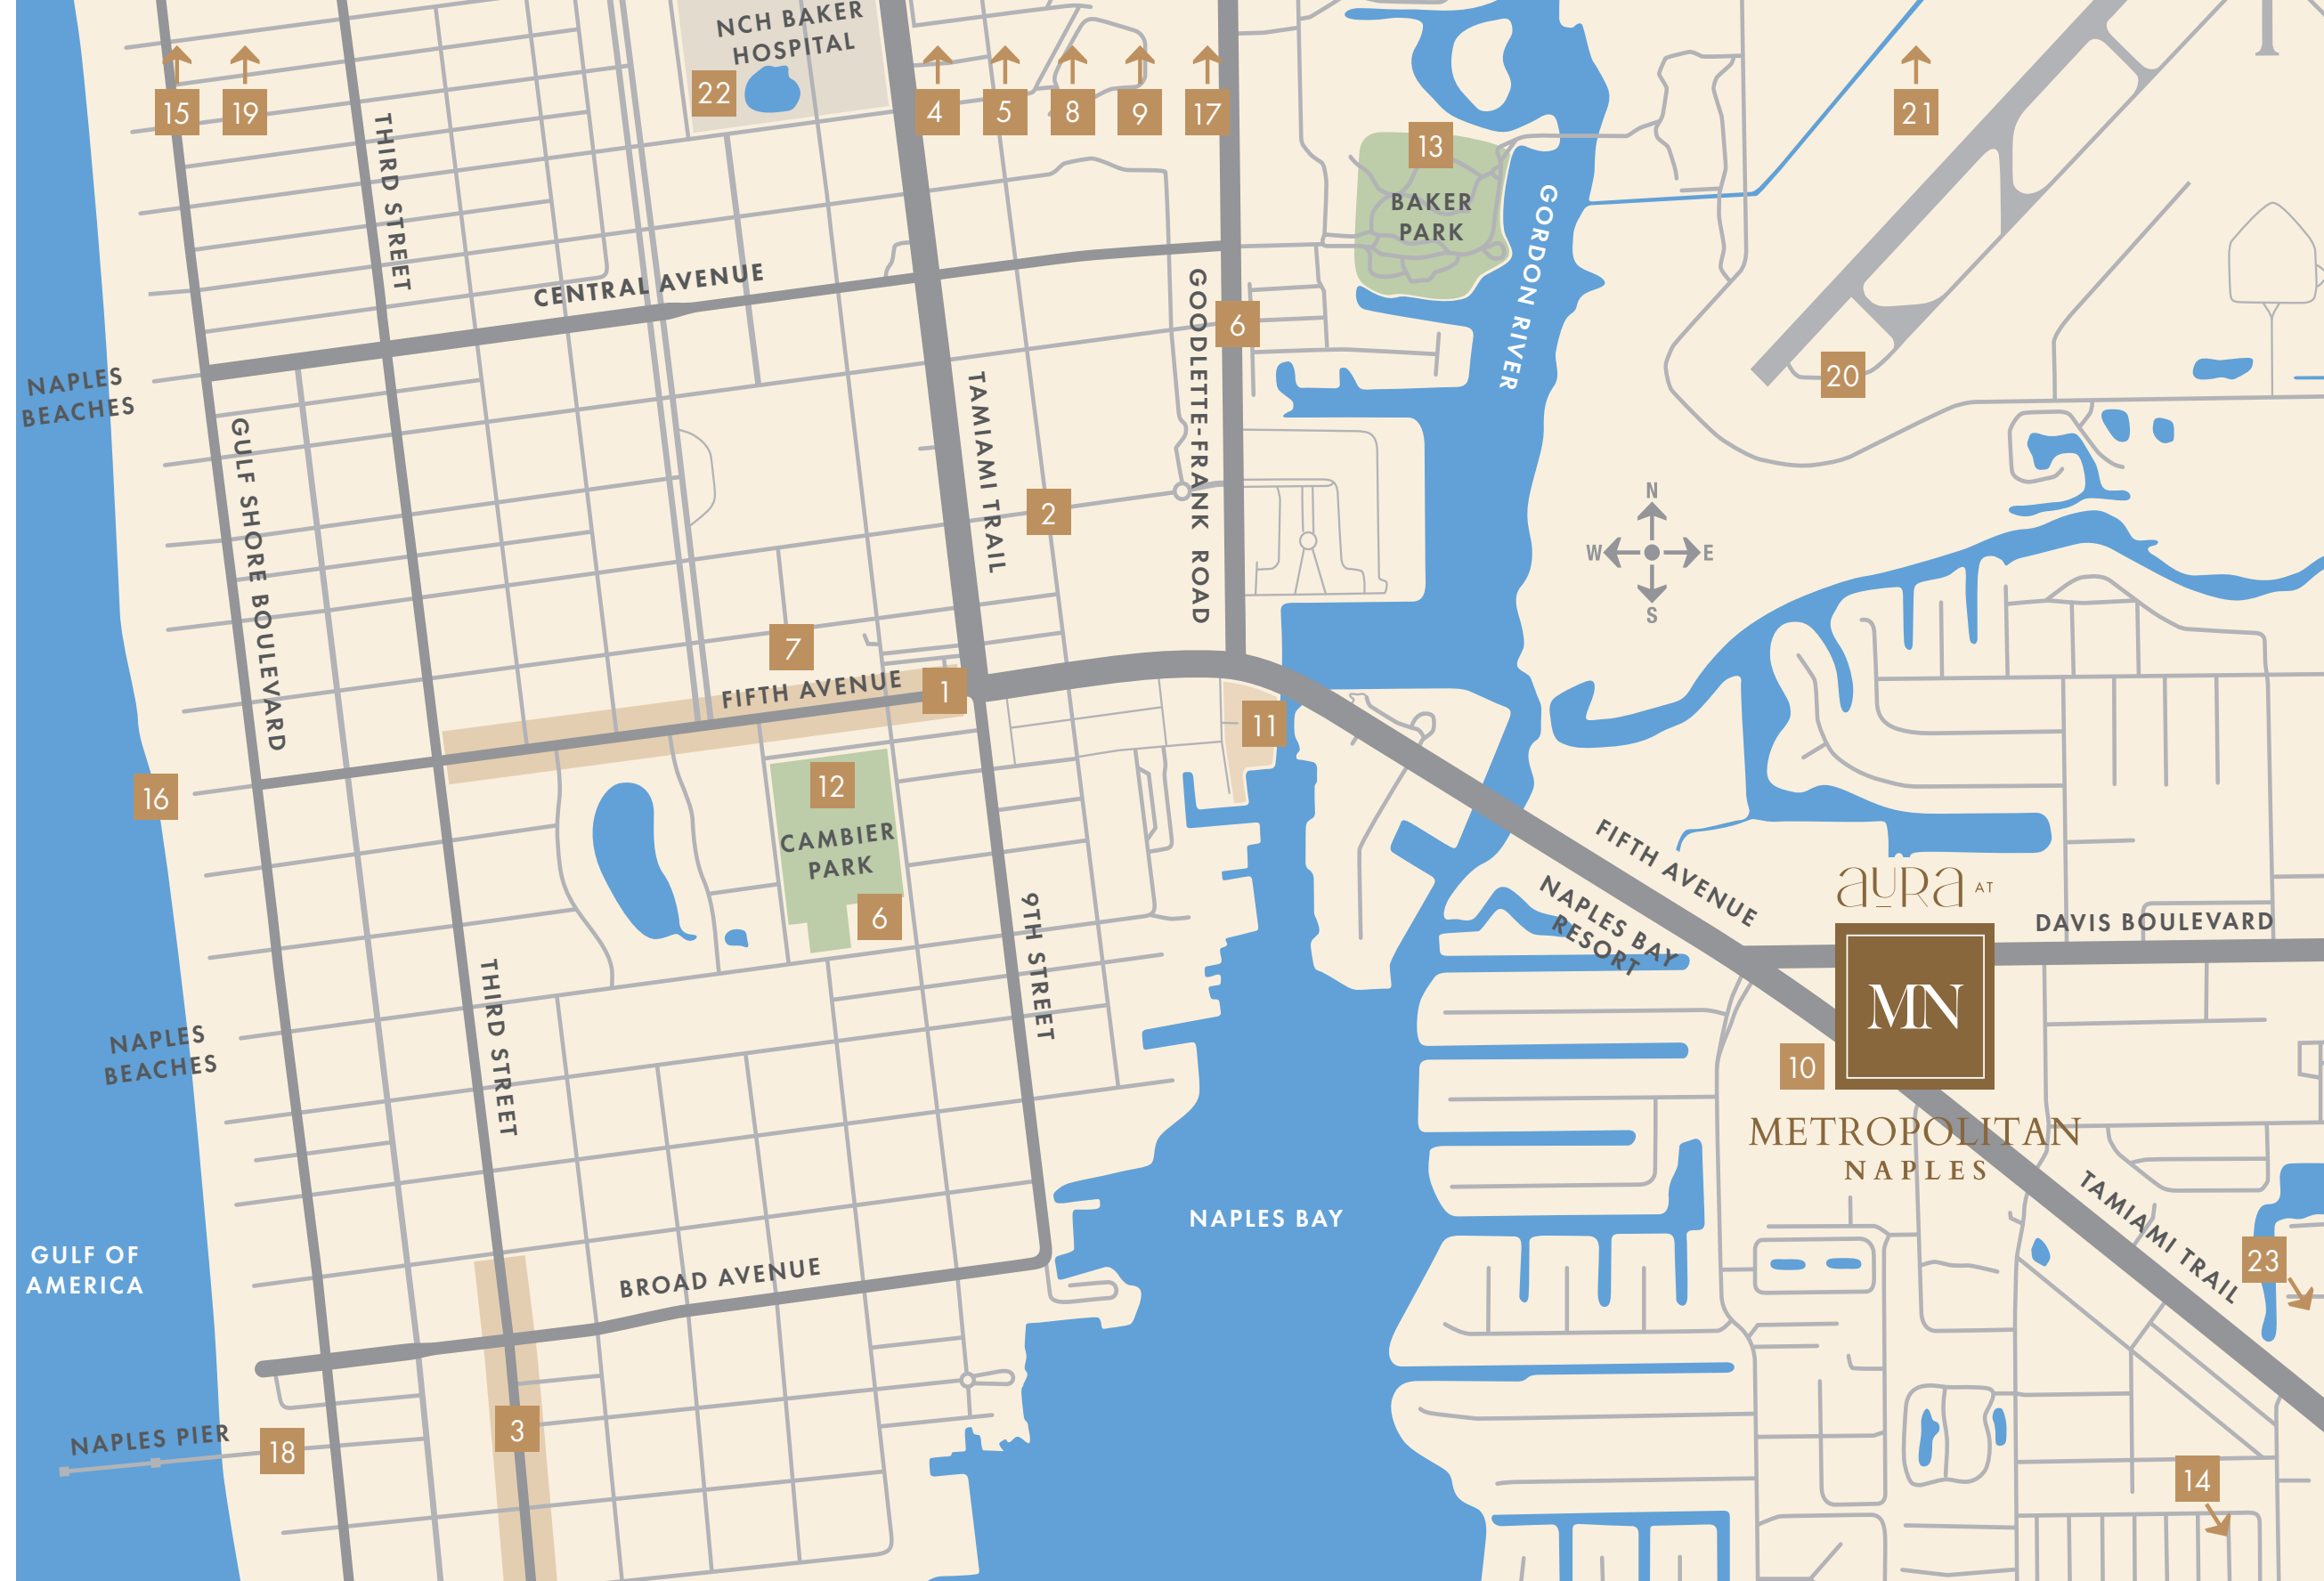 NCH BAKER
HOSPITAL
22
15
19
4
5
8
9
17
21
13
BAKER
PARK
THIRD STREET
GORDON RIVER
CENTRAL AVENUE
GOODLETTE-FRANK ROAD
6
20
NAPLES
BEACHES
TAMIAMI TRAIL
GULF SHORE BOULEVARD
2
N
W
E
S
7
FIFTH AVENUE
1
11
16
12
CAMBIER
PARK
6
FIFTH AVENUE
NAPLES BAY
RESORT
aura AT
DAVIS BOULEVARD
MN
METROPOLITAN
NAPLES
10
9TH STREET
THIRD STREET
NAPLES
BEACHES
NAPLES BAY
TAMIAMI TRAIL
23
GULF OF
AMERICA
BROAD AVENUE
3
NAPLES PIER
18
14